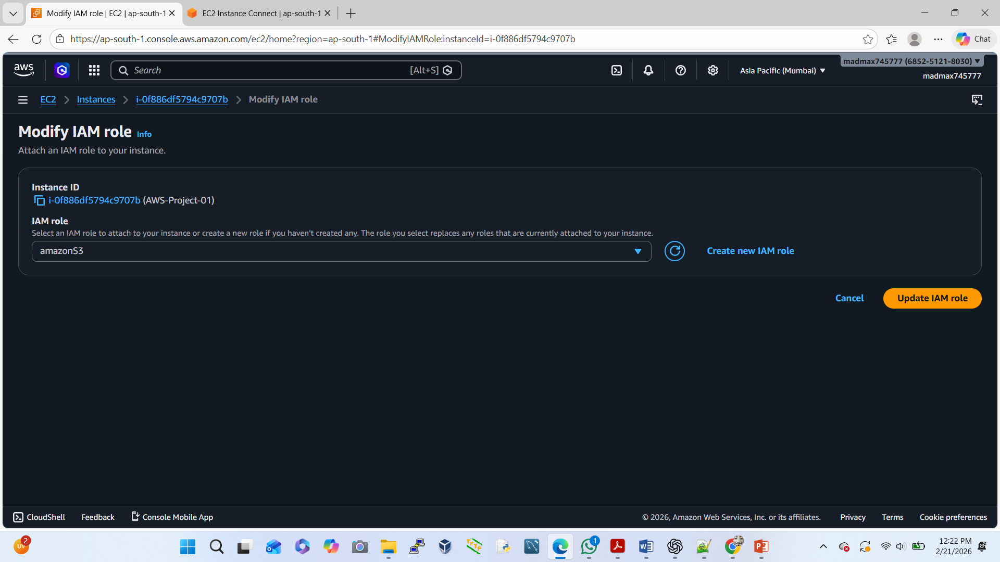 Modify IAM role | EC2 | ap-south-1
EC2 Instance Connect | ap-south-1
https://ap-south-1.console.aws.amazon.com/ec2/home?region=ap-south-1#ModifyIAMRole:instanceId=i-0f886df5794c9707b
Chat
aws
Search
[Alt+S]
Asia Pacific (Mumbai)
madmax745777 (6852-5121-8030)
madmax745777
EC2
Instances
i-0f886df5794c9707b
Modify IAM role
Modify IAM role Info
Attach an IAM role to your instance.
Instance ID
i-0f886df5794c9707b (AWS-Project-01)
IAM role
Select an IAM role to attach to your instance or create a new role if you haven't created any. The role you select replaces any roles that are currently attached to your instance.
amazonS3
Create new IAM role
Cancel
Update IAM role
CloudShell
Feedback
Console Mobile App
© 2026, Amazon Web Services, Inc. or its affiliates.
Privacy
Terms
Cookie preferences
UV
2
TFTP
1
12:22 PM
2/21/2026